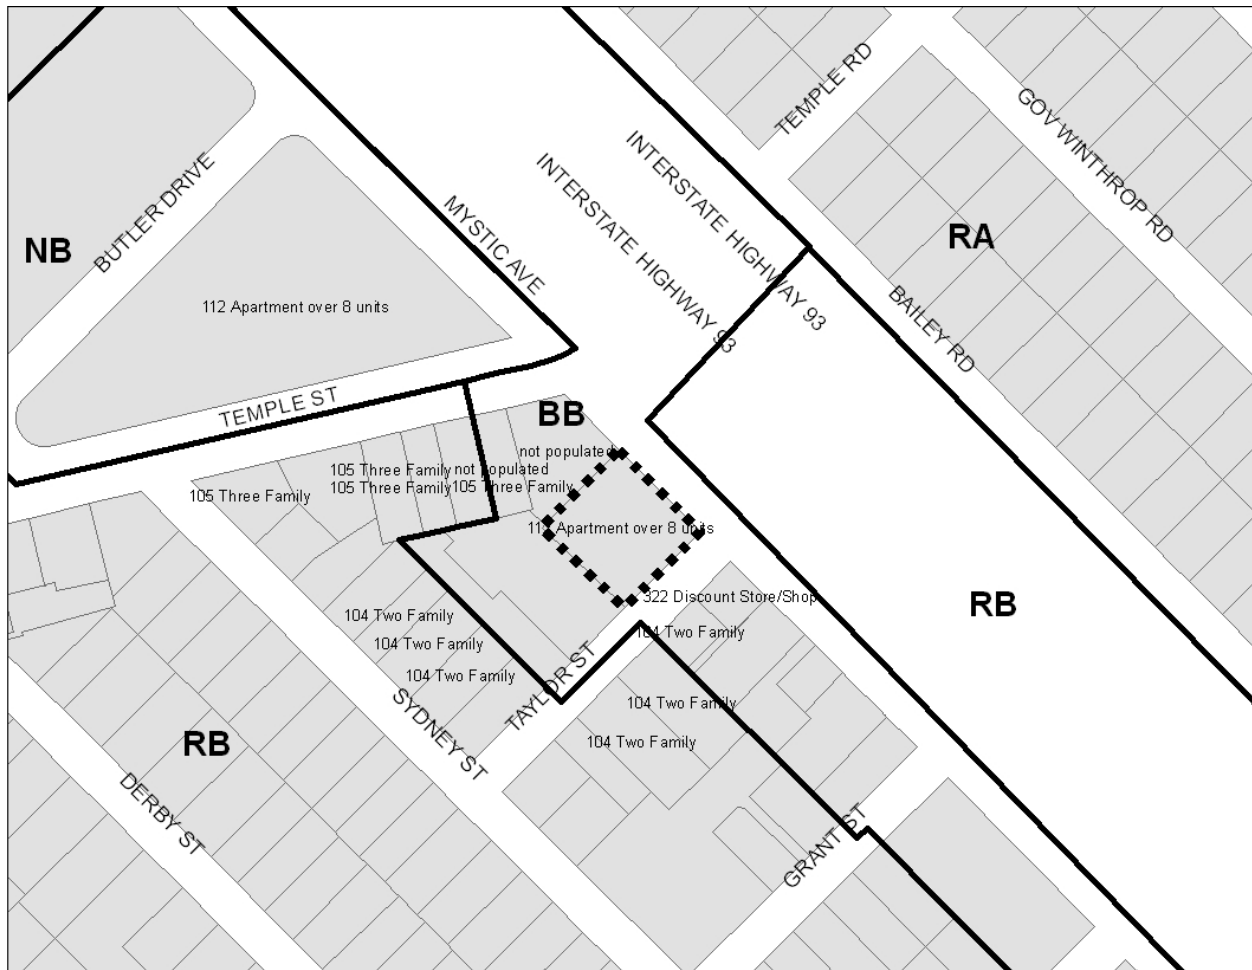 TEMPLE RD
GOV WINTHROP RD
INTERSTATE HIGHWAY 93
INTERSTATE HIGHWAY 93
BUTLER DRIVE
MYSTIC AVE
RA
NB
BAILEY RD
112 Apartment over 8 units
TEMPLE ST
BB
not populated
105 Three Family
not populated
105 Three Family
105 Three Family
105 Three Family
Apartment over 8 units
322 Discount Store/Shop
RB
104 Two Family
104 Two Family
104 Two Family
104 Two Family
TAYLOR ST
SYDNEY ST
104 Two Family
104 Two Family
RB
DERBY ST
GRANT ST